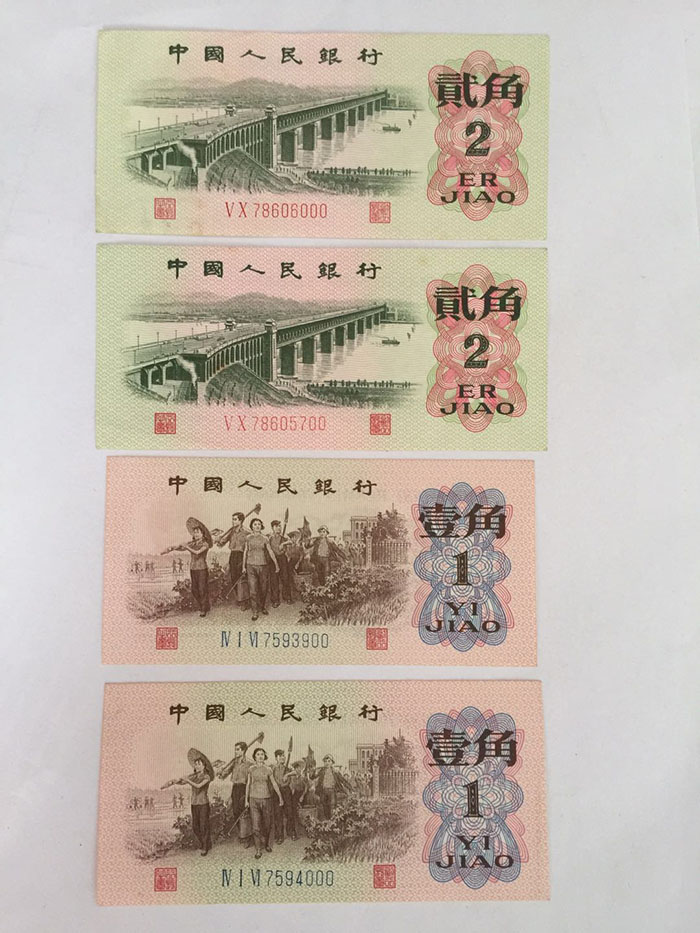 中國人民銀行
貳角
2
ER
JIAO
VX78606000
中國人民銀行
貳角
2
ER
JIAO
VX78605700
中國人民銀行
壹角
1
YI
JIAO
ⅣⅠⅥ7593900
中國人民銀行
壹角
1
YI
JIAO
ⅣⅠⅥ7594000